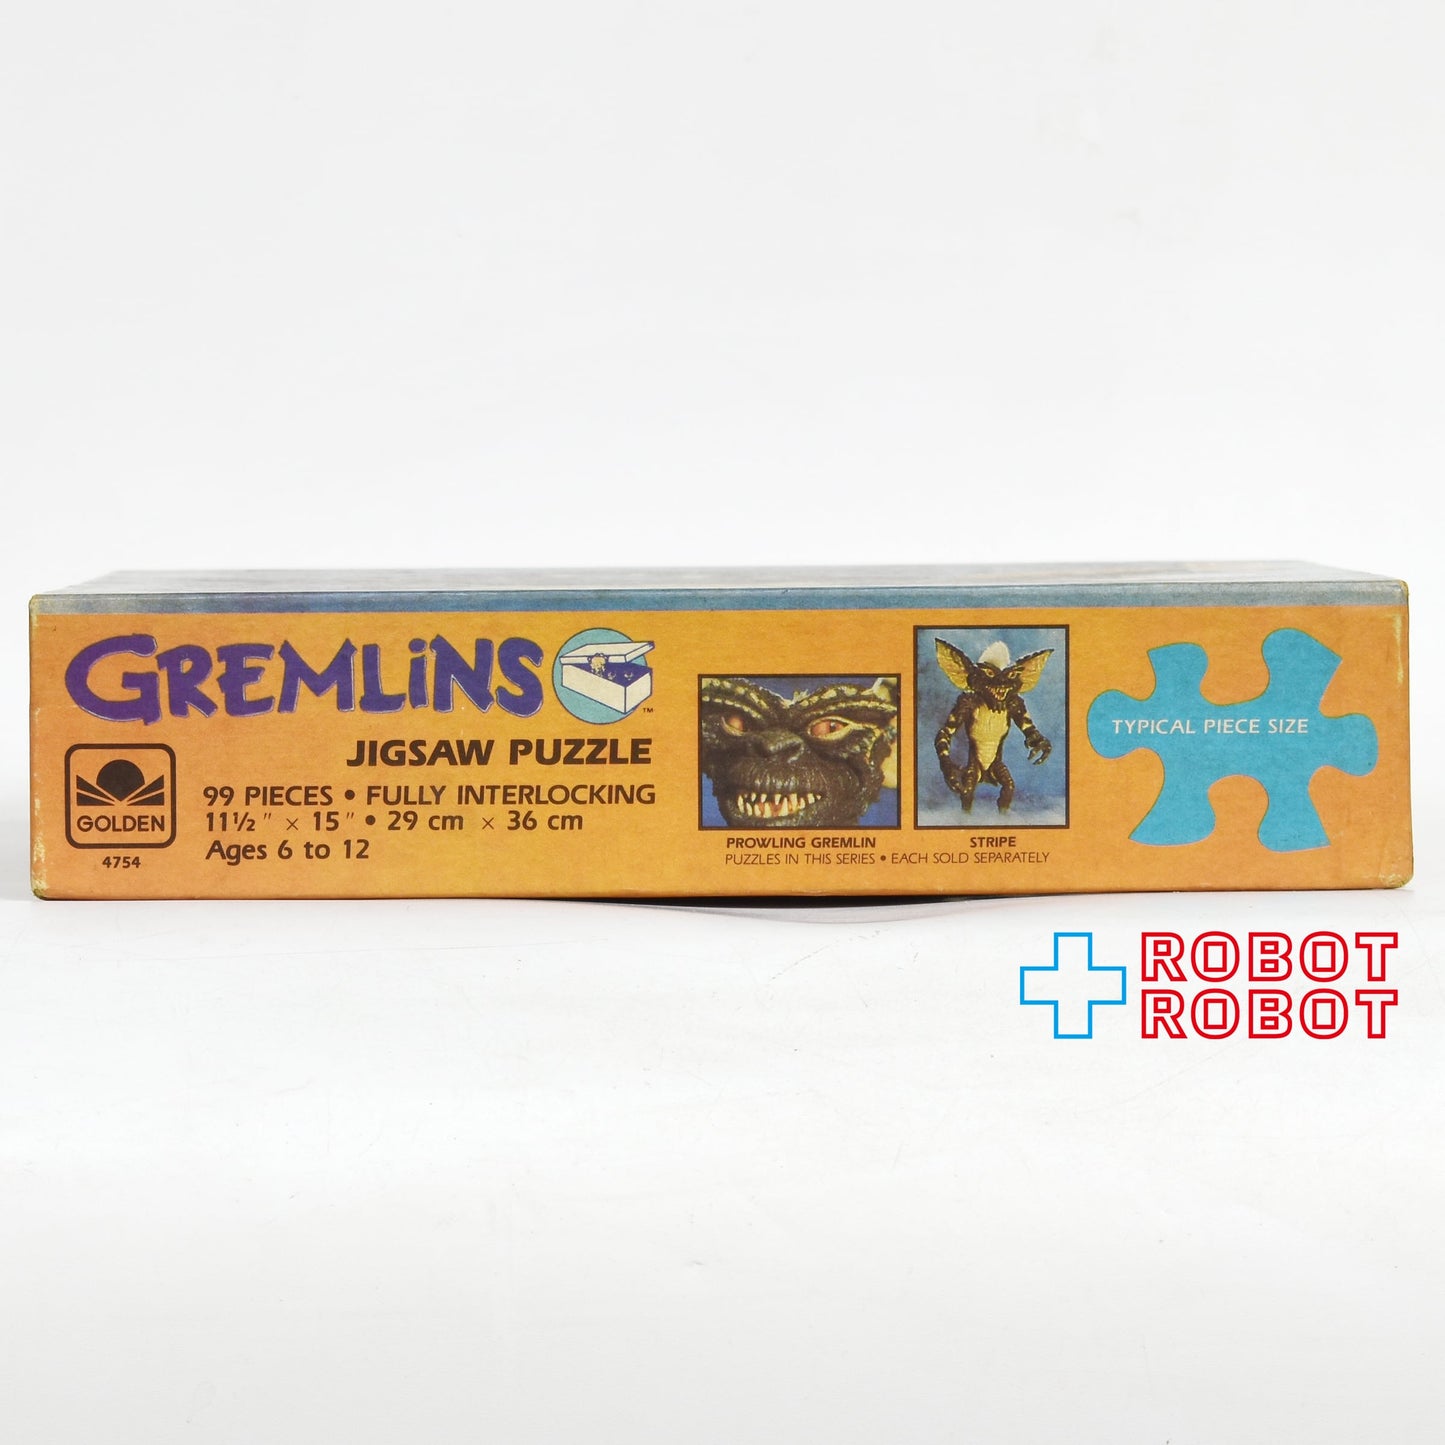 GREMLiNS
TM
JIGSAW PUZZLE
99 PIECES • FULLY INTERLOCKING
11½" × 15" • 29 cm × 36 cm
Ages 6 to 12
GOLDEN
4754
PROWLING GREMLIN
STRIPE
PUZZLES IN THIS SERIES • EACH SOLD SEPARATELY
TYPICAL PIECE SIZE
ROBOT
ROBOT